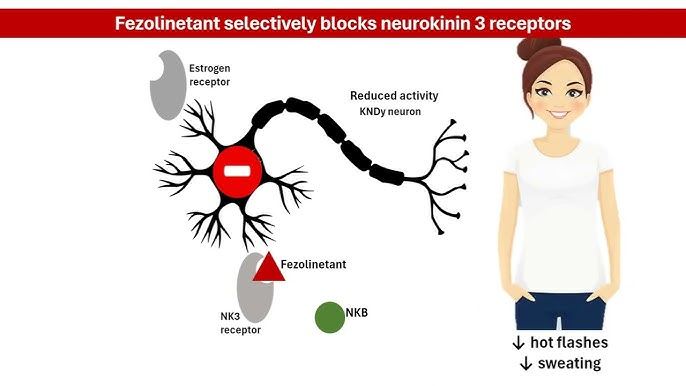 Fezolinetant selectively blocks neurokinin 3 receptors
Estrogen
receptor
Reduced activity
KNDy neuron
Fezolinetant
NK3
receptor
NKB
↓ hot flashes
↓ sweating